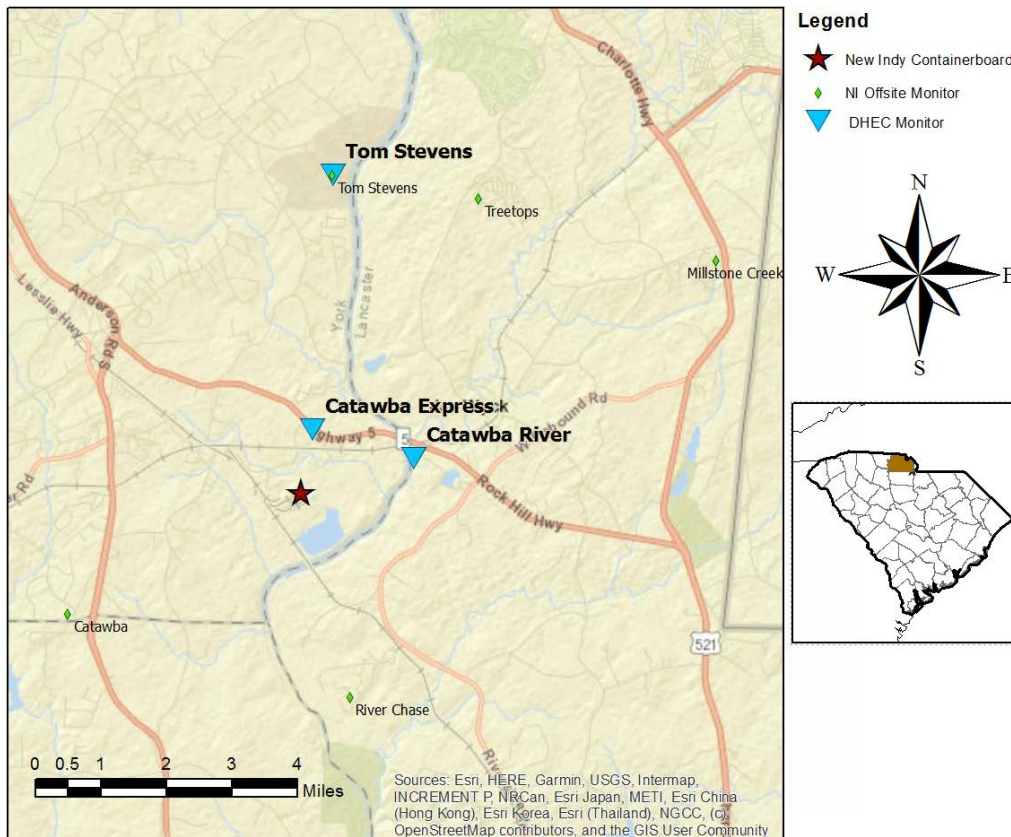 Legend
New Indy Containerboard
NI Offsite Monitor
DHEC Monitor
N
W
E
S
Charlotte Hwy
Tom Stevens
Tom Stevens
Treetops
Millstone Creek
Lesslie Hwy
Anderson Rd S
York
Lancaster
Catawba Express
Highway 5
5
Catawba River
Rock Hill Hwy
Catawba
521
River Chase
0 0.5 1 2 3 4
Miles
Sources: Esri, HERE, Garmin, USGS, Intermap,
INCREMENT P, NRCan, Esri Japan, METI, Esri China
(Hong Kong), Esri Korea, Esri (Thailand), NGCC, (c)
OpenStreetMap contributors, and the GIS User Community